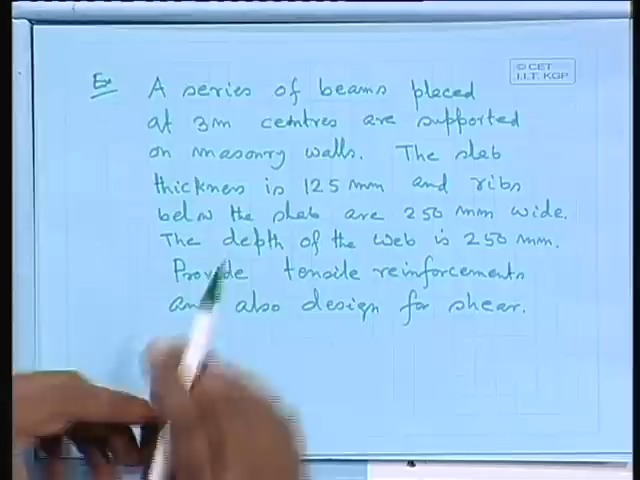 © CET
I.I.T. KGP
Ex A series of beams placed
at 3m centres are supported
on masonry walls. The slab
thickness is 125 mm and ribs
below the slab are 250 mm wide.
The depth of the web is 250 mm.
Provide tensile reinforcements
and also design for shear.